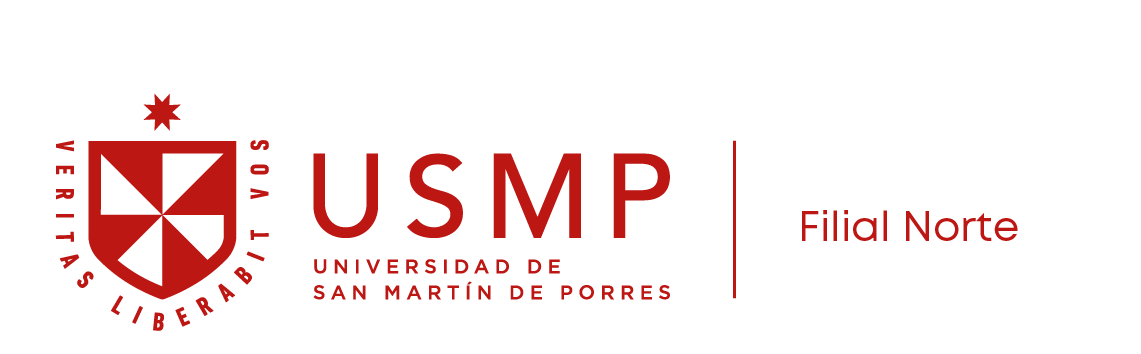 VERITAS LIBERABIT VOS
USMP
UNIVERSIDAD DE
SAN MARTÍN DE PORRES
Filial Norte